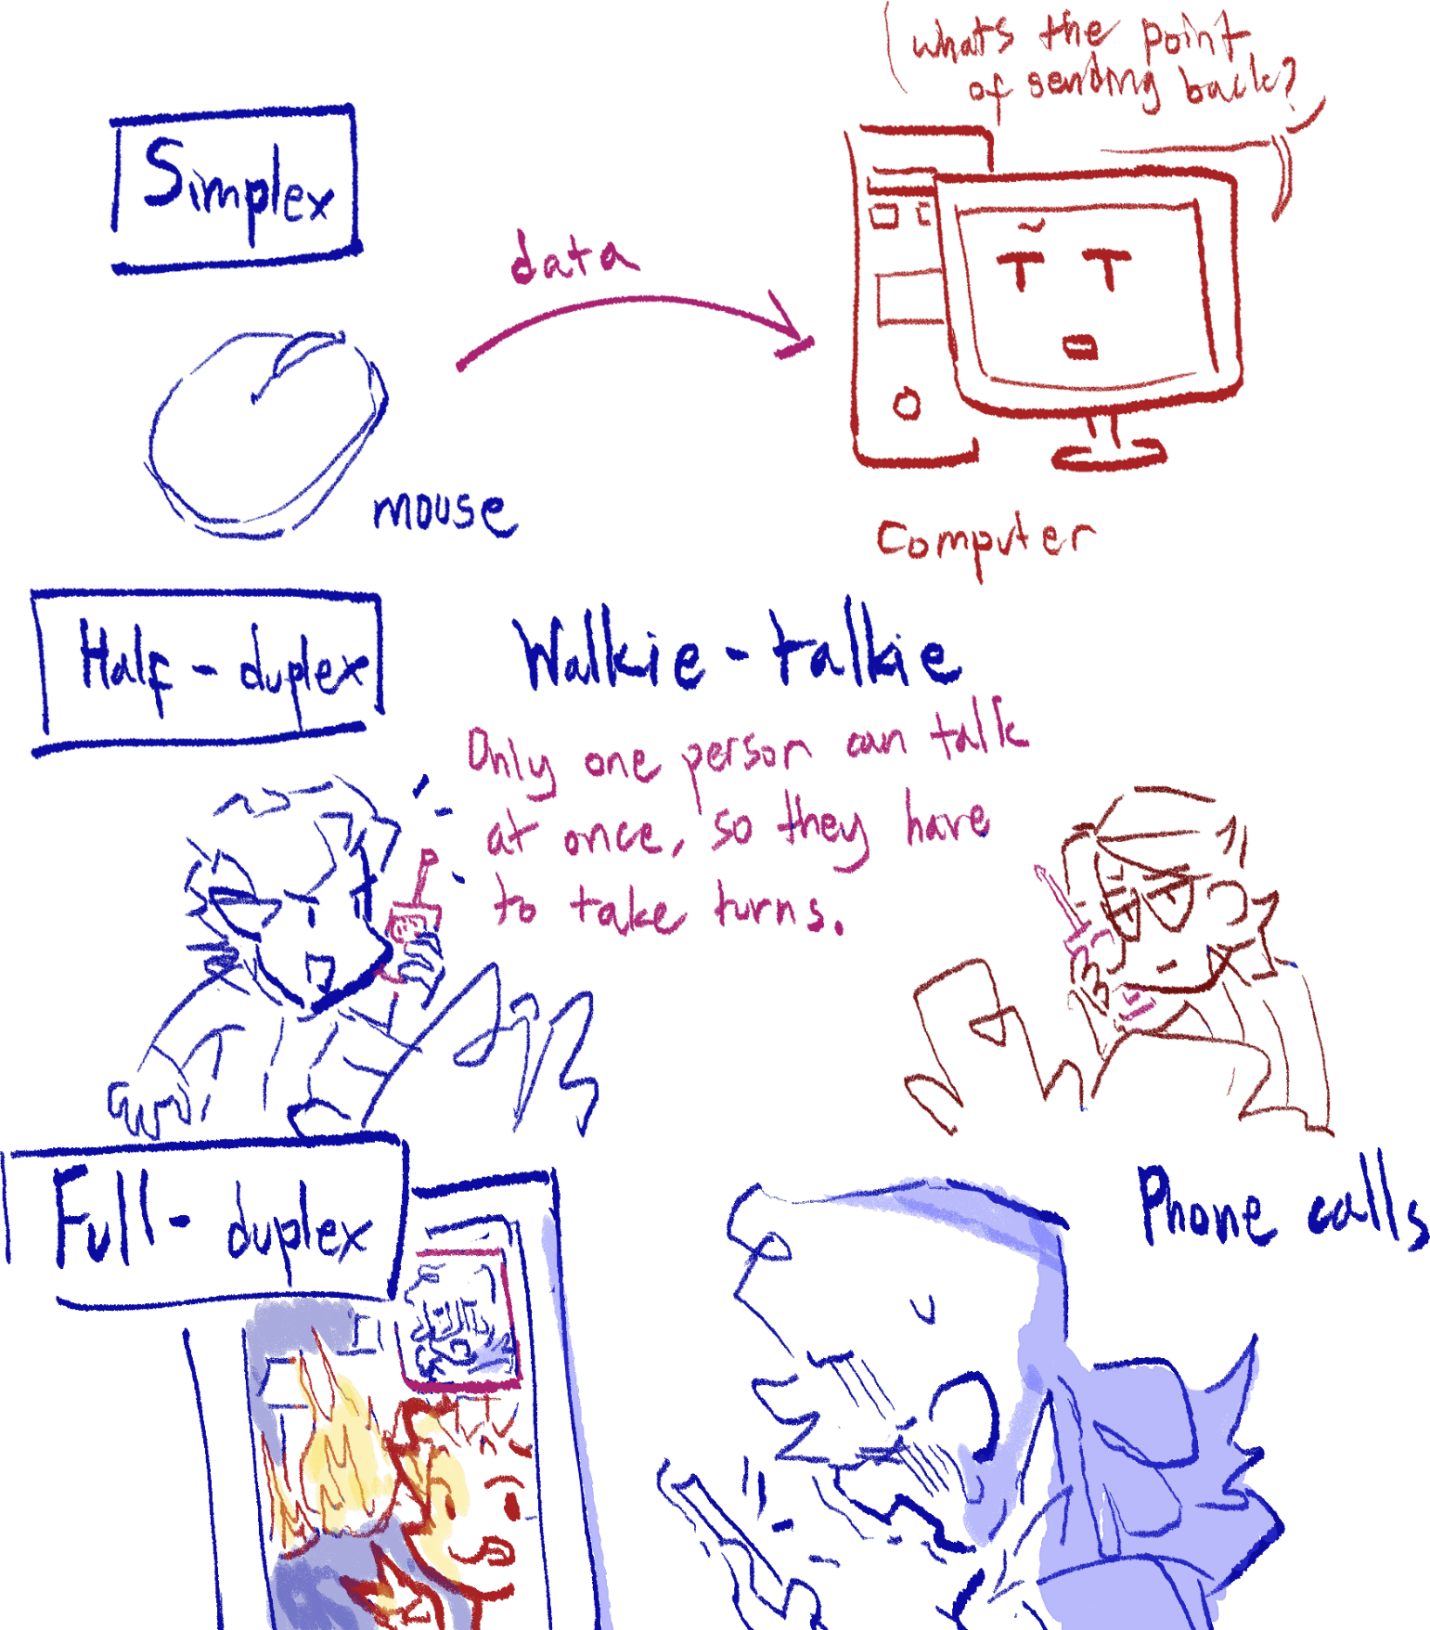 whats the point
of sending back?
Simplex
data
mouse
Computer
Half-duplex
Walkie-talkie
Only one person can talk
at once, so they have
to take turns.
Full-duplex
Phone calls